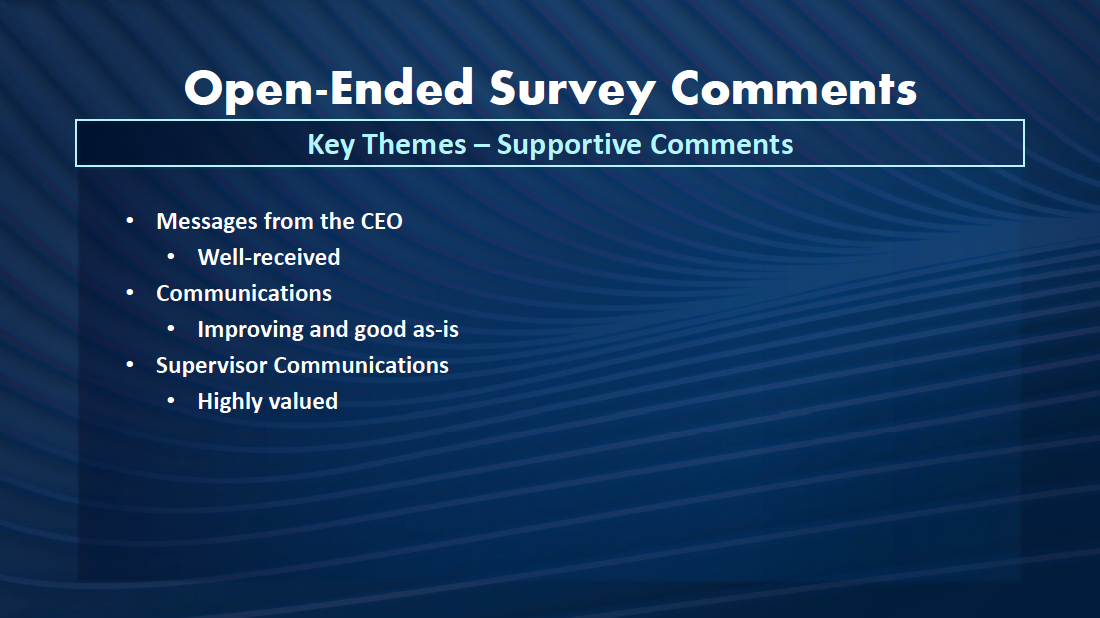 Open-Ended Survey Comments
Key Themes – Supportive Comments
• Messages from the CEO
• Well-received
• Communications
• Improving and good as-is
• Supervisor Communications
• Highly valued